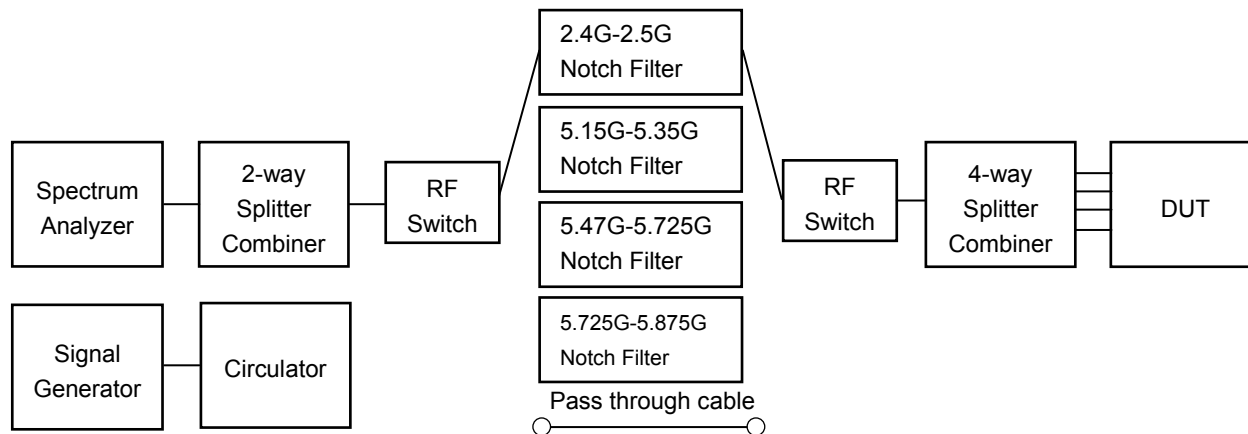 2.4G-2.5G
Notch Filter
5.15G-5.35G
Notch Filter
5.47G-5.725G
Notch Filter
5.725G-5.875G
Notch Filter
Pass through cable
Spectrum
Analyzer
2-way
Splitter
Combiner
RF
Switch
RF
Switch
4-way
Splitter
Combiner
DUT
Signal
Generator
Circulator